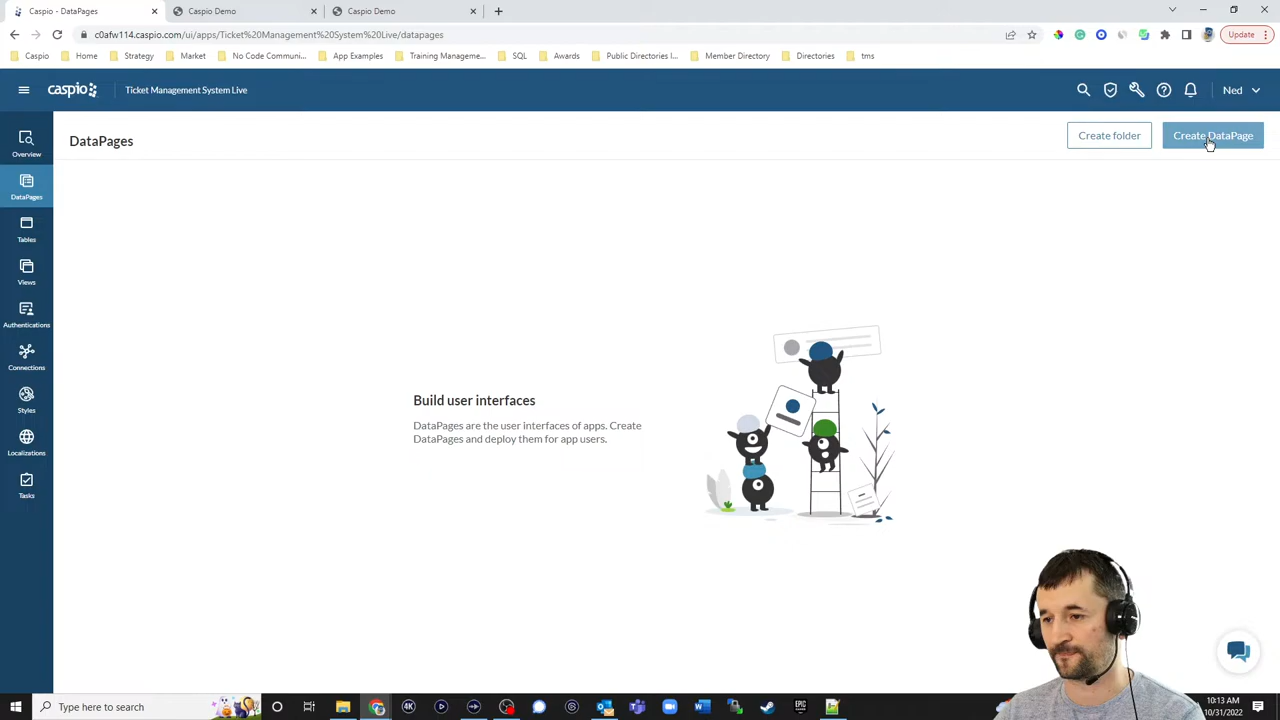 Caspio - DataPages
Caspio Demo
Caspio Demo
c0afw114.caspio.com/ui/apps/Ticket%20Management%20System%20Live/datapages
Update
Caspio
Home
Strategy
Market
No Code Communi...
App Examples
Training Manageme...
SQL
Awards
Public Directories I...
Member Directory
Directories
tms
caspio
Ticket Management System Live
Ned
Overview
DataPages
Tables
Views
Authentications
Connections
Styles
Localizations
Tasks
DataPages
Create folder
Create DataPage
Build user interfaces
DataPages are the user interfaces of apps. Create
DataPages and deploy them for app users.
Type here to search
4K
EPIC
10:13 AM
10/31/2022